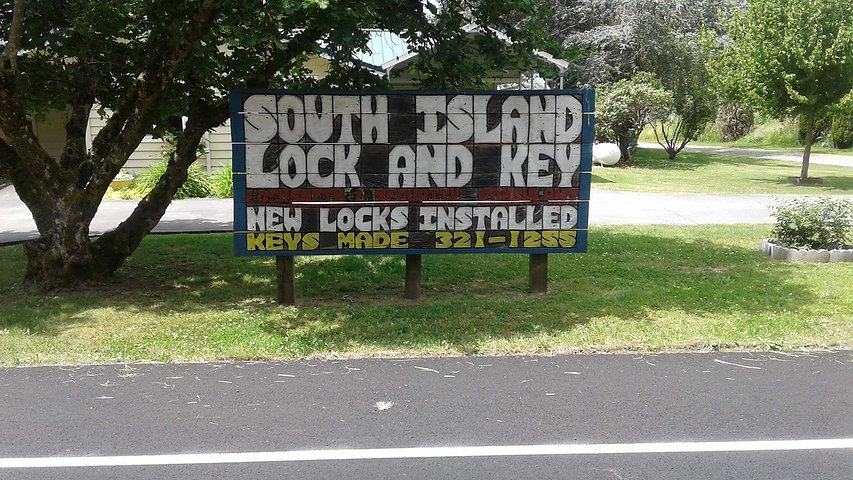 SOUTH ISLAND
LOCK AND KEY
NEW LOCKS INSTALLED
KEYS MADE 321-1255